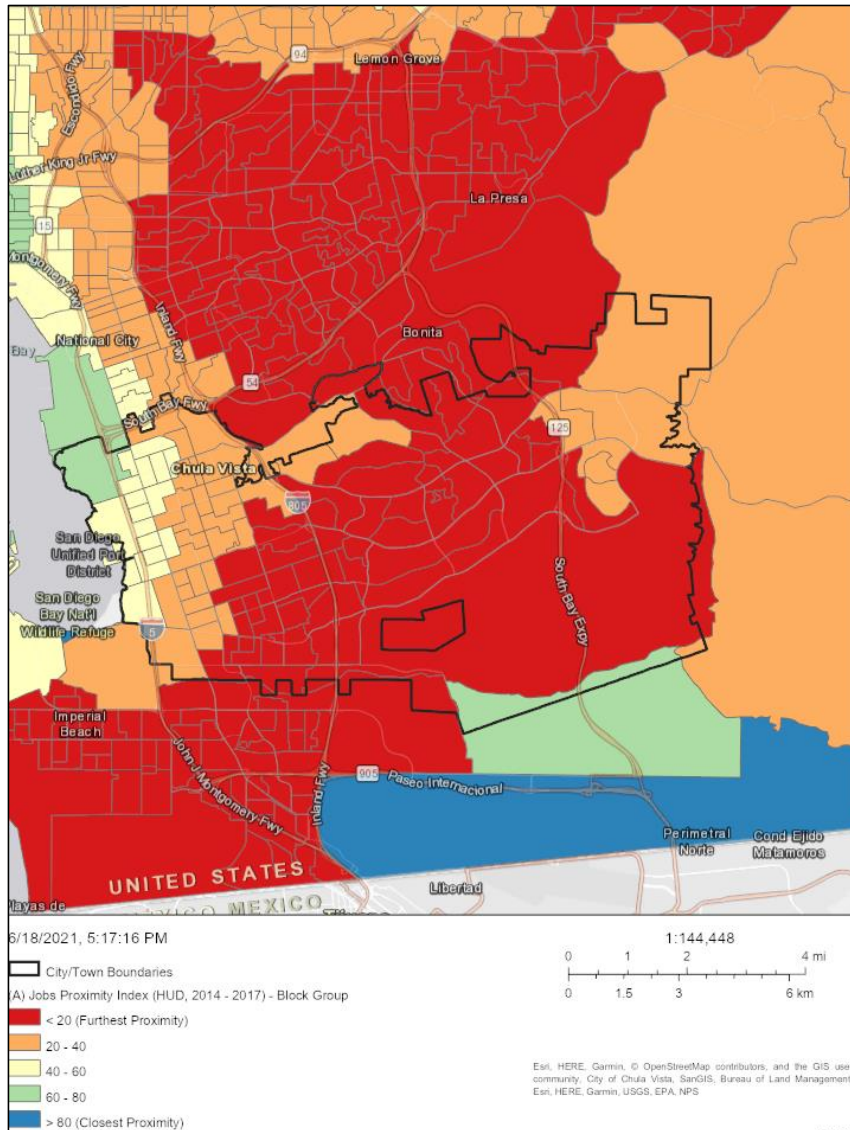 94
Lemon Grove
Escondido Fwy
Luther King Jr Fwy
La Presa
15
Montgomery Fwy
Inland Fwy
Bonita
National City
Bay
54
South Bay Fwy
125
Chula Vista
805
San Diego
Unified Port
District
South Bay Expy
San Diego
Bay Nat'l
Wildlife Refuge
5
Imperial
Beach
John J Montgomery Fwy
Inland Fwy
905
Paseo Internacional
Perimetral
Norte
Cond Ejido
Matamoros
UNITED STATES
Libertad
MEXICO
Playas de
6/18/2021, 5:17:16 PM
City/Town Boundaries
(A) Jobs Proximity Index (HUD, 2014 - 2017) - Block Group
< 20 (Furthest Proximity)
20 - 40
40 - 60
60 - 80
> 80 (Closest Proximity)
1:144,448
0 1 2 4 mi
0 1.5 3 6 km
Esri, HERE, Garmin, © OpenStreetMap contributors, and the GIS use
community, City of Chula Vista, SanGIS, Bureau of Land Management
Esri, HERE, Garmin, USGS, EPA, NPS